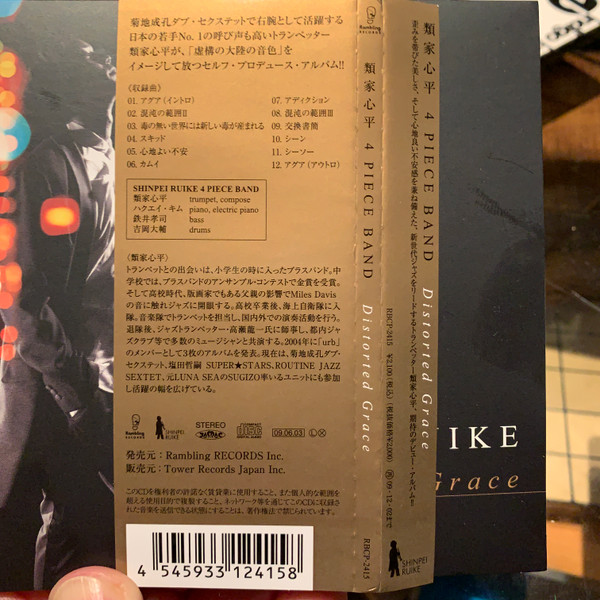 菊地成孔ダブ・セクステットで右腕として活躍する
日本の若手No.1の呼び声も高いトランペッター
類家心平が、「虚構の大陸の音色」を
イメージして放つセルフ・プロデュース・アルバム!!
《収録曲》
01. アグア(イントロ)
02. 混沌の範囲II
03. 毒の無い世界には新しい毒が産まれる
04. スキッド
05. 心地よい不安
06. カムイ
07. アディクション
08. 混沌の範囲III
09. 交換書簡
10. シーン
11. シーソー
12. アグア(アウトロ)
SHINPEI RUIKE 4 PIECE BAND
類家心平 trumpet, compose
ハクエイ・キム piano, electric piano
鉄井孝司 bass
吉岡大輔 drums
〈類家心平〉
トランペットとの出会いは、小学生の時に入ったブラスバンド。中
学校では、ブラスバンドのアンサンブル・コンテストで金賞を受賞。
そして高校時代、版画家でもある父親の影響でMiles Davis
の音に触れジャズに開眼する。高校卒業後、海上自衛隊に入
隊。音楽隊でトランペットを担当し、国内外での演奏活動を行う。
退隊後、ジャズトランペッター・高瀬龍一氏に師事し、都内ジャ
ズクラブ等で多数のミュージシャンと共演する。2004年に「urb」
のメンバーとして3枚のアルバムを発表。現在は、菊地成孔ダブ・
セクステット、塩田哲嗣 SUPER★STARS、ROUTINE JAZZ
SEXTET、元LUNA SEAのSUGIZO率いるユニットにも参加
し活躍の幅を広げている。
Rambling
RECORDS
SHINPEI
RUIKE
STEREO
09.06.03
発売元：Rambling RECORDS Inc.
販売元：Tower Records Japan Inc.
このCDを権利者の許諾なく賃貸業に使用すること、また個人的な範囲を
超える使用目的で複製すること、ネットワーク等を通じてこのCDに収録さ
れた音楽を送信できる状態にすることは、著作権法で禁じられています。
4 545933 124158
Rambling
RECORDS
類家心平 4 PIECE BAND Distorted Grace
RBCP-2415
類家心平 4 PIECE BAND Distorted Grace
歪みを帯びた美しさ、そして心地良い不安感を兼ね備えた、新世代ジャズをリードするトランペッター類家心平、期待のデビュー・アルバム!!
RBCP-2415 ¥2,100(税込)(税抜価格¥2,000) 再 '09・12・02まで
SHINPEI
RUIKE
UIKE
Grace